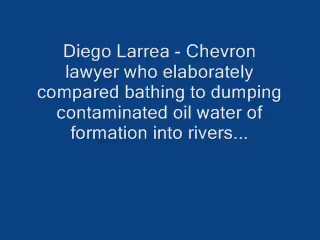 Diego Larrea - Chevron
lawyer who elaborately
compared bathing to dumping
contaminated oil water of
formation into rivers...